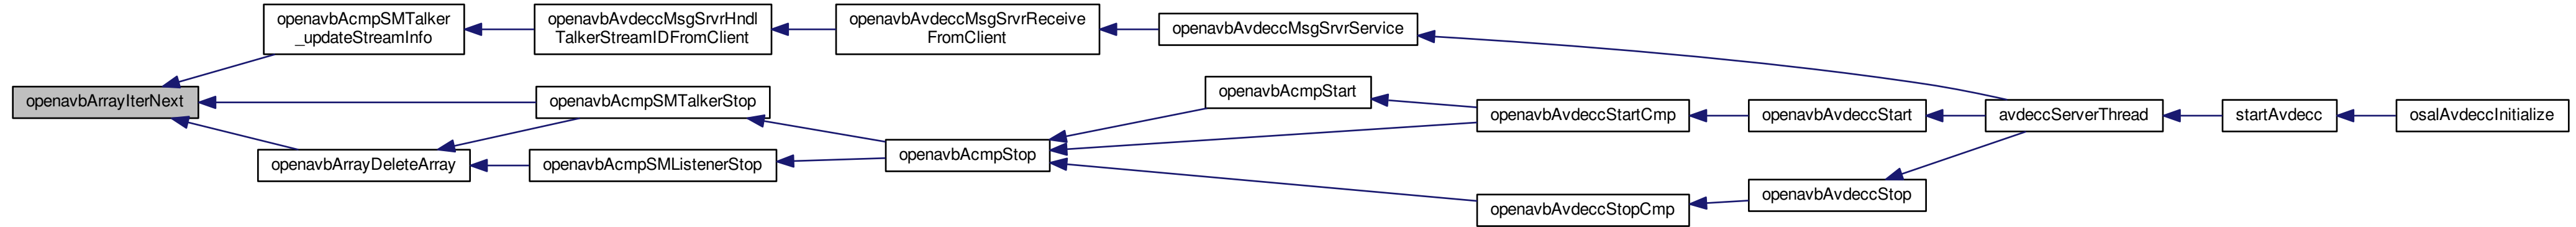 openavbAcmpSMTalker
_updateStreamInfo
openavbAvdeccMsgSrvrHndl
TalkerStreamIDFromClient
openavbAvdeccMsgSrvrReceive
FromClient
openavbAvdeccMsgSrvrService
openavbArrayIterNext
openavbAcmpSMTalkerStop
openavbAcmpStart
openavbAvdeccStartCmp
openavbAvdeccStart
avdeccServerThread
startAvdecc
osalAvdeccInitialize
openavbArrayDeleteArray
openavbAcmpSMListenerStop
openavbAcmpStop
openavbAvdeccStopCmp
openavbAvdeccStop